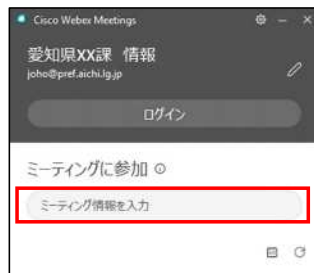 Cisco Webex Meetings
愛知県XX課 情報
joho@pref.aichi.lg.jp
ログイン
ミーティングに参加
ミーティング情報を入力